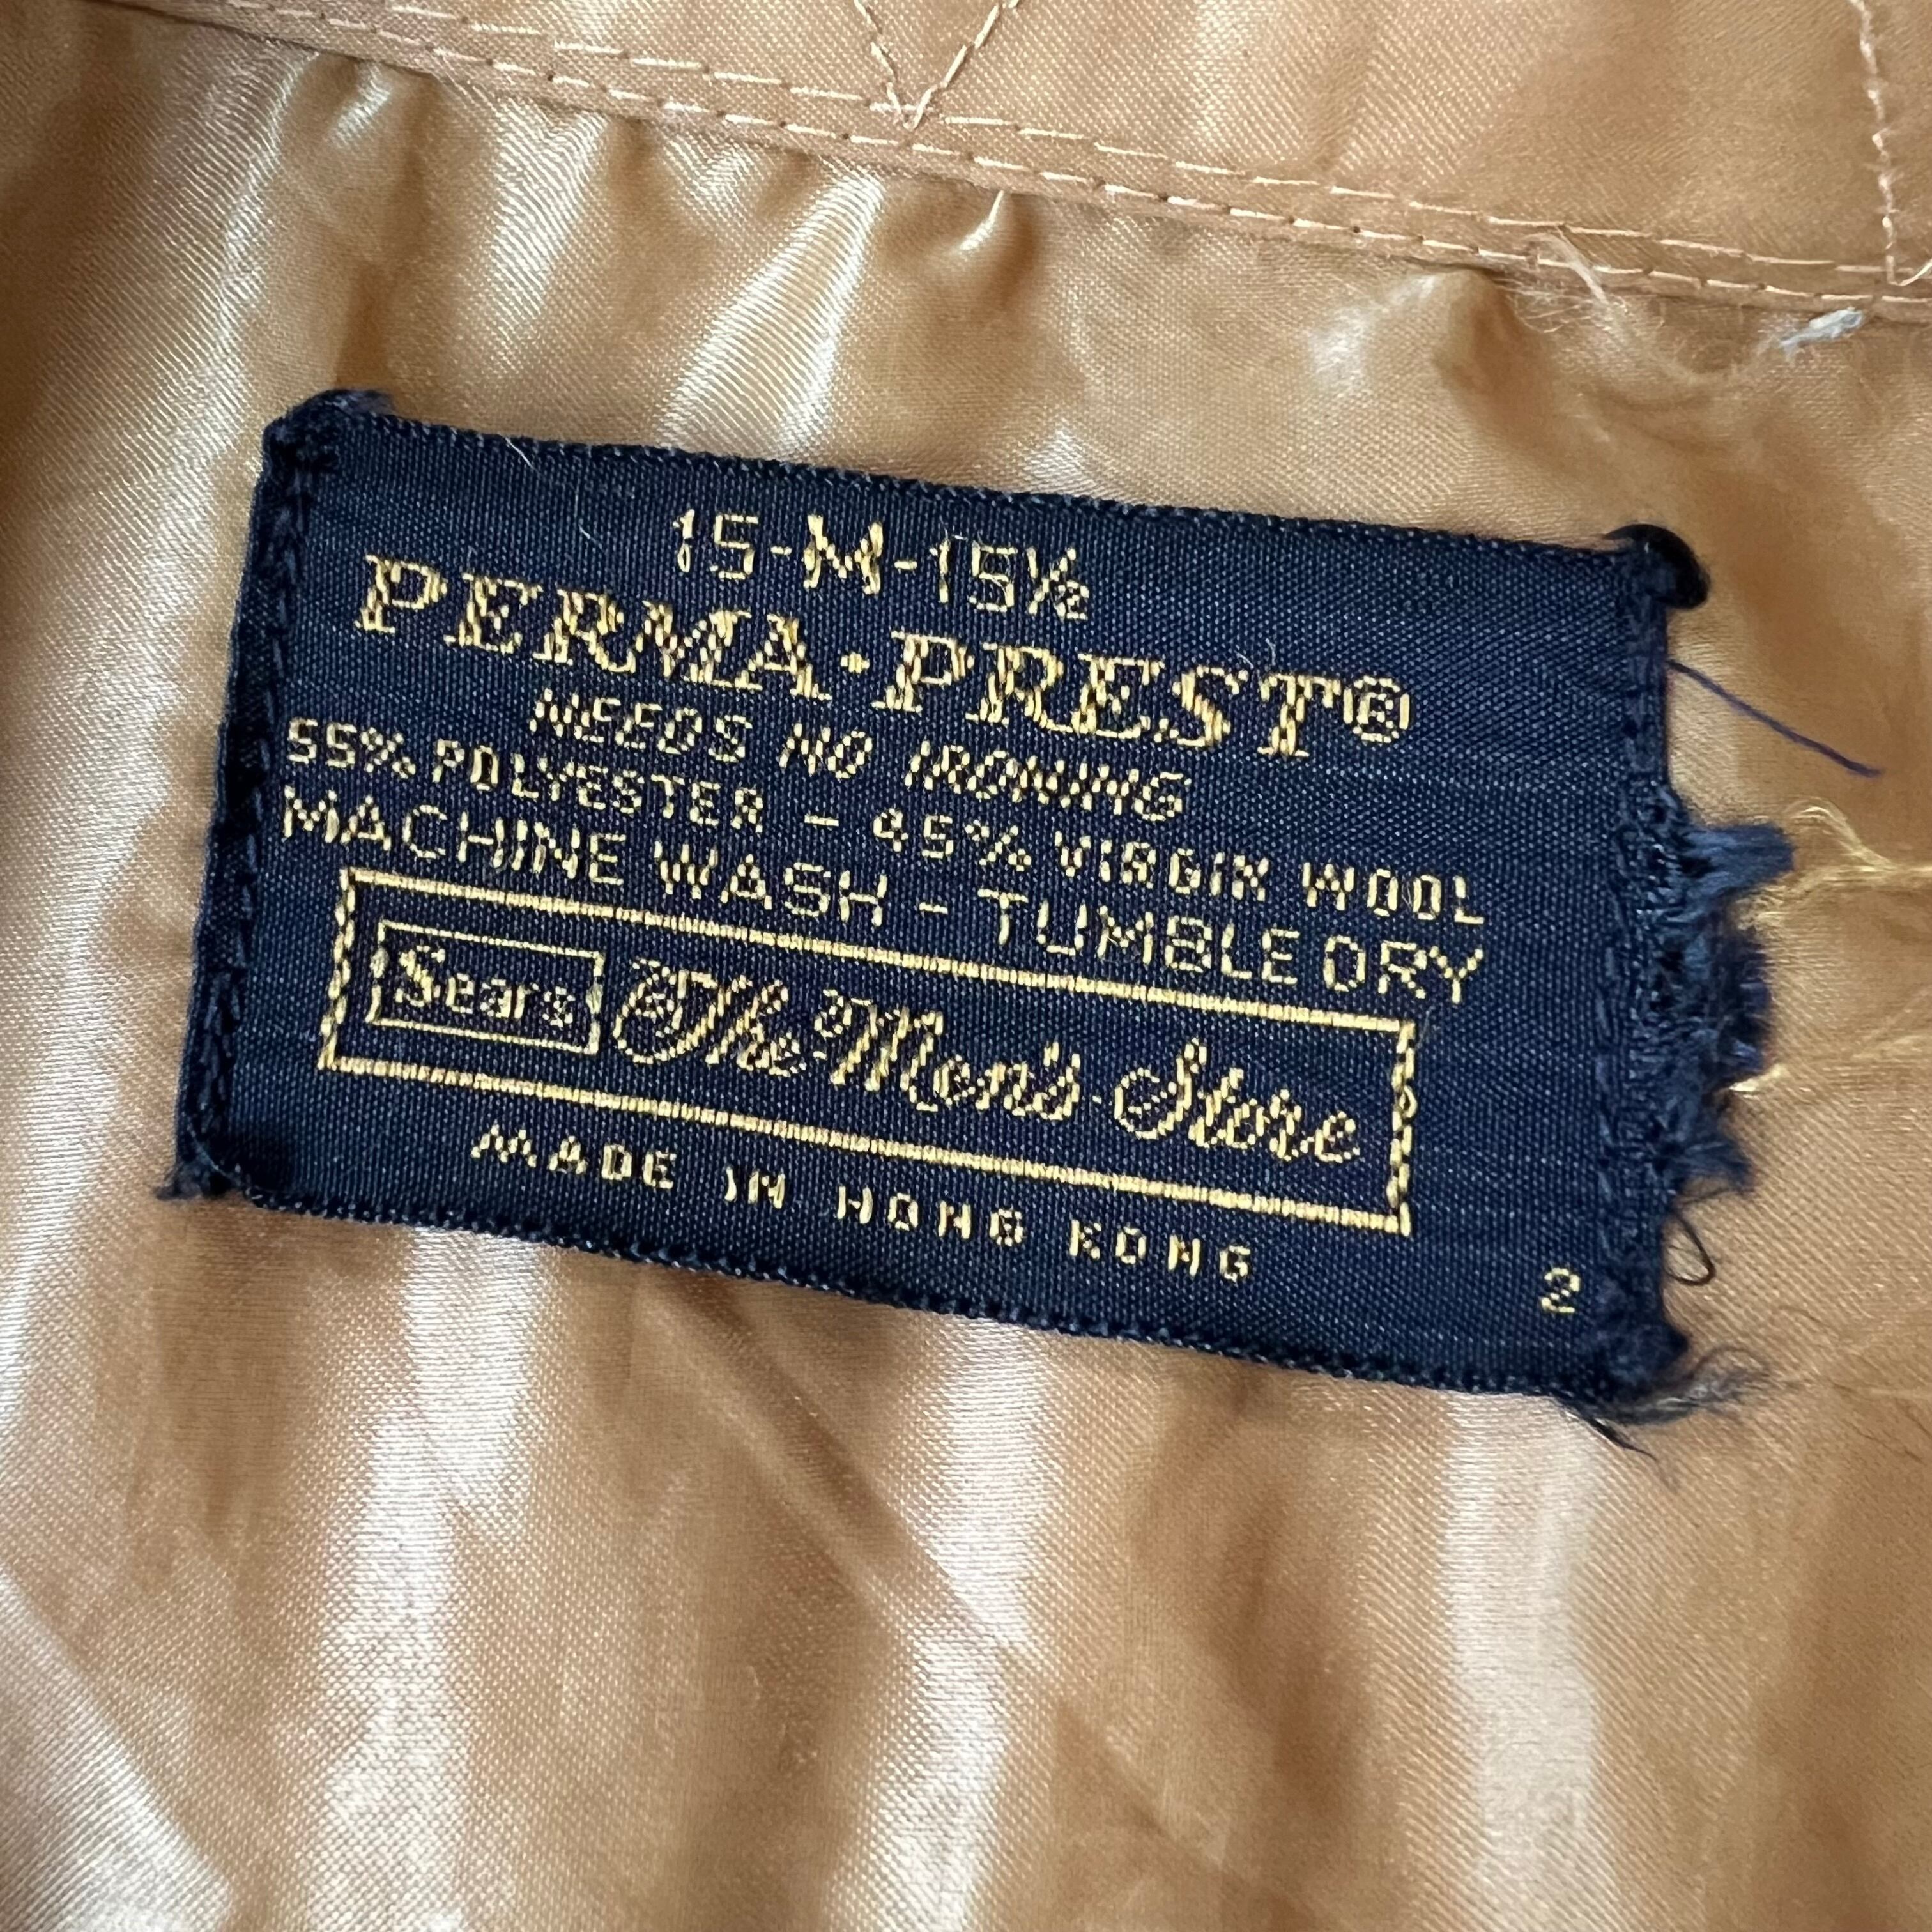 15-M-15½
PERMA·PREST®
NEEDS NO IRONING
55% POLYESTER - 45% VIRGIN WOOL
MACHINE WASH - TUMBLE DRY
Sears The Men's Store
MADE IN HONG KONG
2